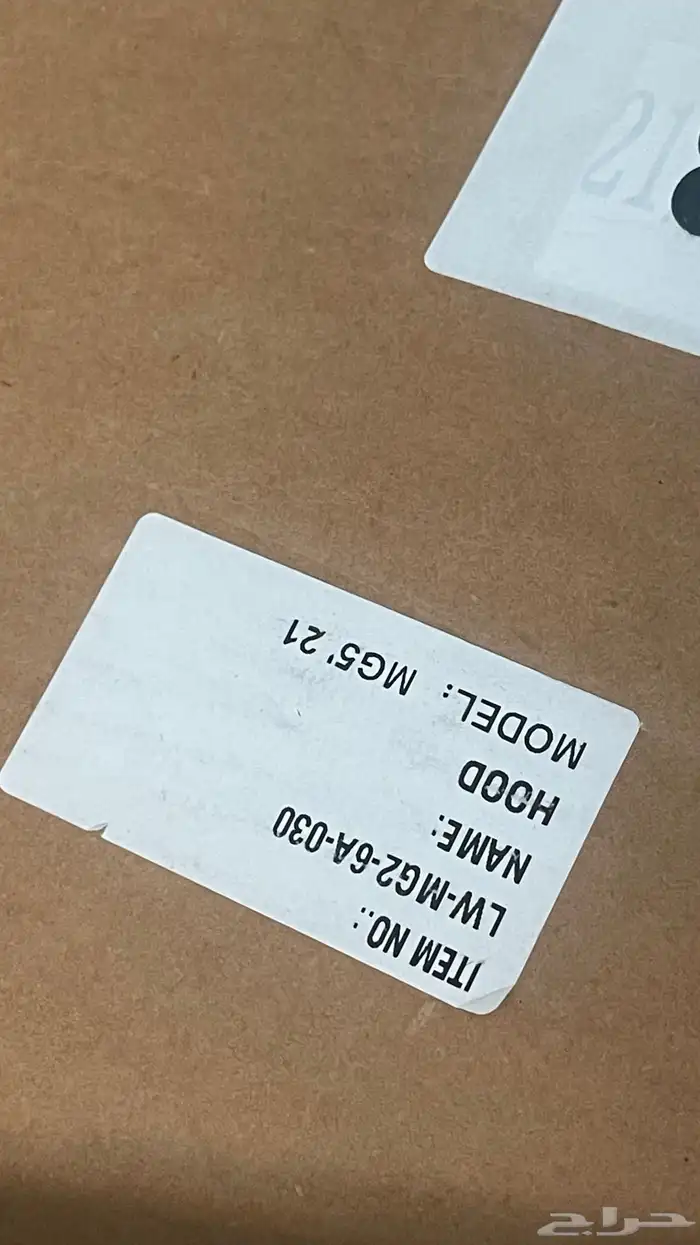 ITEM NO.:
LW-MG2-6A-030
NAME:
HOOD
MODEL: MG5'21
حراج